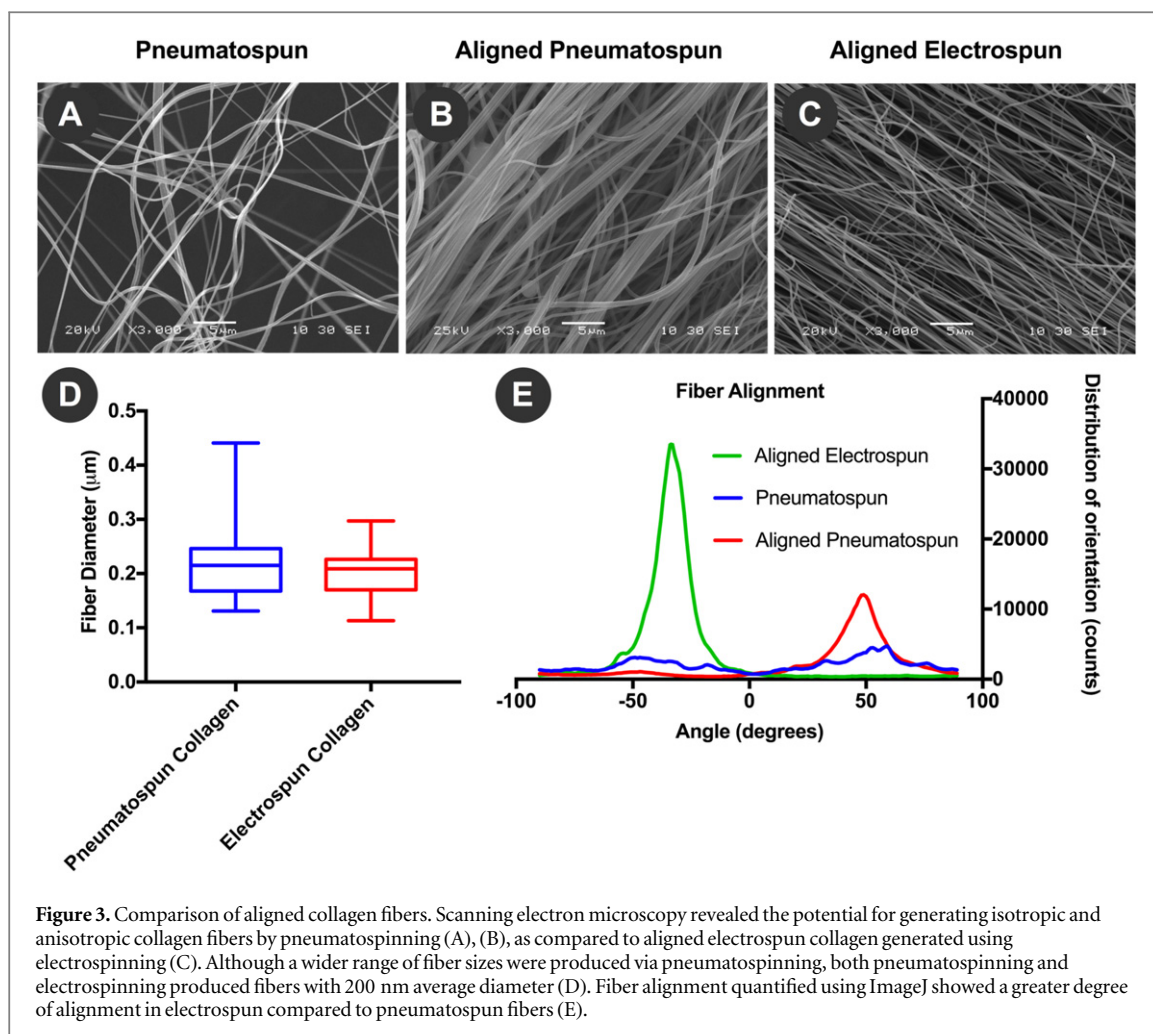 Pneumatospun
Aligned Pneumatospun
Aligned Electrospun
A
20kV X3,000 5µm 10 30 SEI
B
25kV X3,000 5µm 10 30 SEI
C
20kV X3,000 5µm 10 30 SEI
D
Fiber Diameter (µm)
0.5
0.4
0.3
0.2
0.1
0.0
Pneumatospun Collagen
Electrospun Collagen
E
Fiber Alignment
Aligned Electrospun
Pneumatospun
Aligned Pneumatospun
40000
30000
20000
10000
0
Distribution of
orientation (counts)
-100
-50
0
50
100
Angle (degrees)
Figure 3. Comparison of aligned collagen fibers. Scanning electron microscopy revealed the potential for generating isotropic and
anisotropic collagen fibers by pneumatospinning (A), (B), as compared to aligned electrospun collagen generated using
electrospinning (C). Although a wider range of fiber sizes were produced via pneumatospinning, both pneumatospinning and
electrospinning produced fibers with 200 nm average diameter (D). Fiber alignment quantified using ImageJ showed a greater degree
of alignment in electrospun compared to pneumatospun fibers (E).